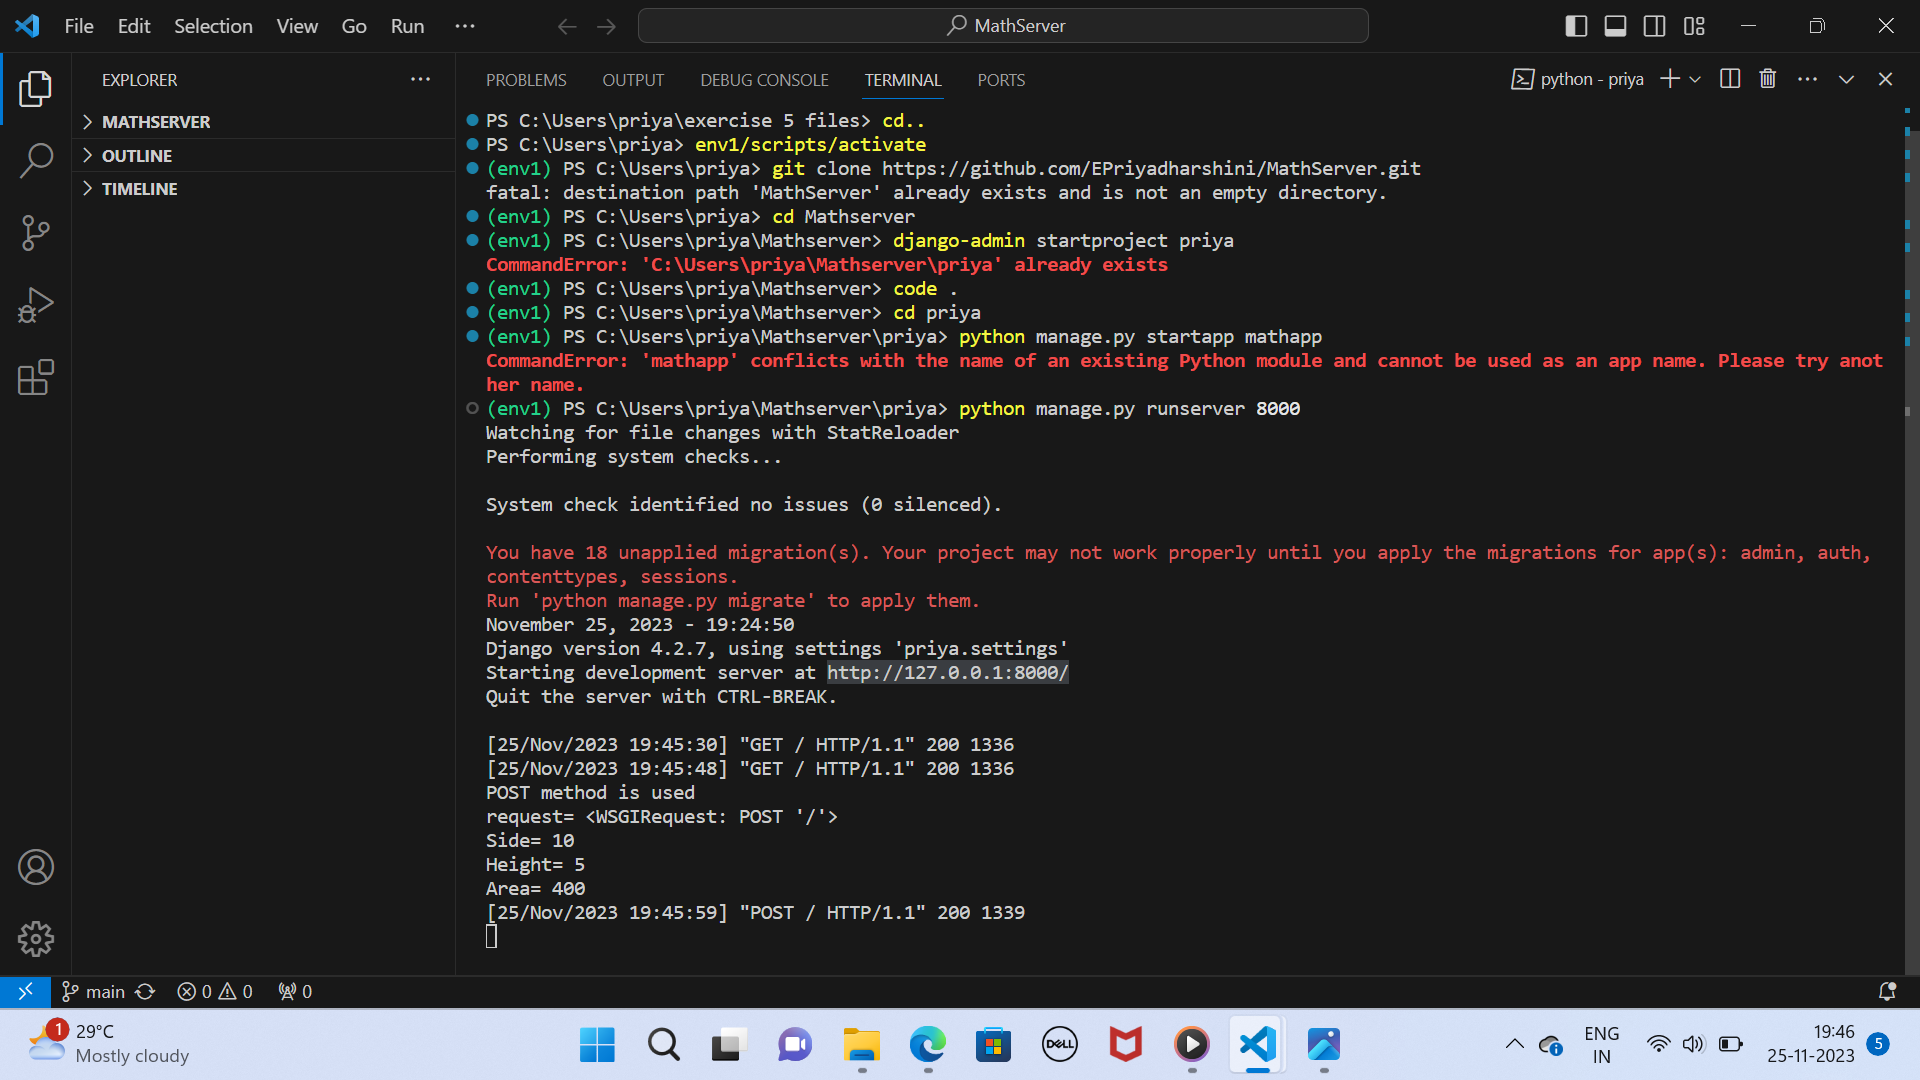 File Edit Selection View Go Run ···
MathServer
EXPLORER
MATHSERVER
OUTLINE
TIMELINE
PROBLEMS OUTPUT DEBUG CONSOLE TERMINAL PORTS
python - priya
PS C:\Users\priya\exercise 5 files> cd..
PS C:\Users\priya> env1/scripts/activate
(env1) PS C:\Users\priya> git clone https://github.com/EPriyadharshini/MathServer.git
fatal: destination path 'MathServer' already exists and is not an empty directory.
(env1) PS C:\Users\priya> cd Mathserver
(env1) PS C:\Users\priya\Mathserver> django-admin startproject priya
CommandError: 'C:\Users\priya\Mathserver\priya' already exists
(env1) PS C:\Users\priya\Mathserver> code .
(env1) PS C:\Users\priya\Mathserver> cd priya
(env1) PS C:\Users\priya\Mathserver\priya> python manage.py startapp mathapp
CommandError: 'mathapp' conflicts with the name of an existing Python module and cannot be used as an app name. Please try anot
her name.
(env1) PS C:\Users\priya\Mathserver\priya> python manage.py runserver 8000
Watching for file changes with StatReloader
Performing system checks...
System check identified no issues (0 silenced).
You have 18 unapplied migration(s). Your project may not work properly until you apply the migrations for app(s): admin, auth,
contenttypes, sessions.
Run 'python manage.py migrate' to apply them.
November 25, 2023 - 19:24:50
Django version 4.2.7, using settings 'priya.settings'
Starting development server at http://127.0.0.1:8000/
Quit the server with CTRL-BREAK.
[25/Nov/2023 19:45:30] "GET / HTTP/1.1" 200 1336
[25/Nov/2023 19:45:48] "GET / HTTP/1.1" 200 1336
POST method is used
request= <WSGIRequest: POST '/'>
Side= 10
Height= 5
Area= 400
[25/Nov/2023 19:45:59] "POST / HTTP/1.1" 200 1339
main 0 0 0
1 29°C
Mostly cloudy
DELL
ENG
IN
19:46
25-11-2023
5